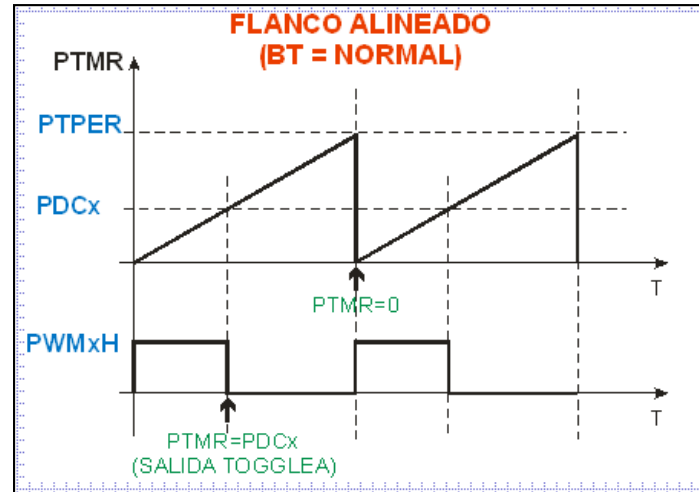 FLANCO ALINEADO
(BT = NORMAL)
PTMR
PTPER
PDCx
T
PTMR=0
PWMxH
T
PTMR=PDCx
(SALIDA TOGGLEA)